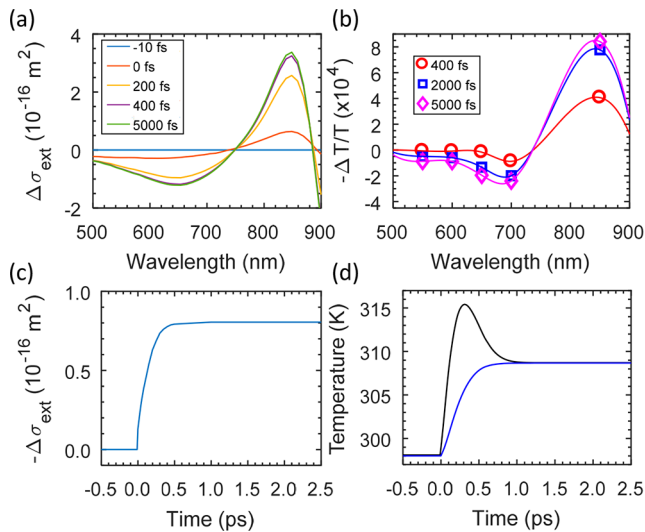 (a)
Δσext (10-16 m2)
4
2
0
-2
-10 fs
0 fs
200 fs
400 fs
5000 fs
500 600 700 800 900
Wavelength (nm)
(b)
-ΔT/T (x104)
8
6
4
2
0
-2
-4
400 fs
2000 fs
5000 fs
500 600 700 800 900
Wavelength (nm)
(c)
-Δσext (10-16 m2)
0.8
0.4
0.0
-0.5 0.0 0.5 1.0 1.5 2.0 2.5
Time (ps)
(d)
Temperature (K)
315
310
305
300
-0.5 0.0 0.5 1.0 1.5 2.0 2.5
Time (ps)